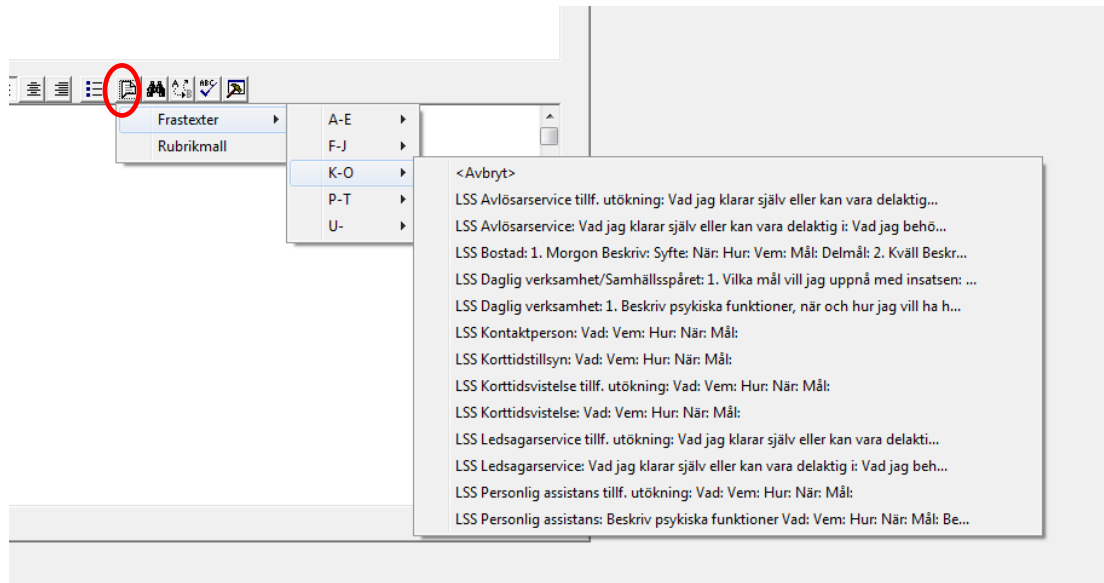 ABC
Frastexter
Rubrikmall
A-E
F-J
K-O
P-T
U-
<Avbryt>
LSS Avlösarservice tillf. utökning: Vad jag klarar själv eller kan vara delaktig...
LSS Avlösarservice: Vad jag klarar själv eller kan vara delaktig i: Vad jag behö...
LSS Bostad: 1. Morgon Beskriv: Syfte: När: Hur: Vem: Mål: Delmål: 2. Kväll Beskr...
LSS Daglig verksamhet/Samhällsspåret: 1. Vilka mål vill jag uppnå med insatsen: ...
LSS Daglig verksamhet: 1. Beskriv psykiska funktioner, när och hur jag vill ha h...
LSS Kontaktperson: Vad: Vem: Hur: När: Mål:
LSS Korttidstillsyn: Vad: Vem: Hur: När: Mål:
LSS Korttidsvistelse tillf. utökning: Vad: Vem: Hur: När: Mål:
LSS Korttidsvistelse: Vad: Vem: Hur: När: Mål:
LSS Ledsagarservice tillf. utökning: Vad jag klarar själv eller kan vara delakti...
LSS Ledsagarservice: Vad jag klarar själv eller kan vara delaktig i: Vad jag beh...
LSS Personlig assistans tillf. utökning: Vad: Vem: Hur: När: Mål:
LSS Personlig assistans: Beskriv psykiska funktioner Vad: Vem: Hur: När: Mål: Be...